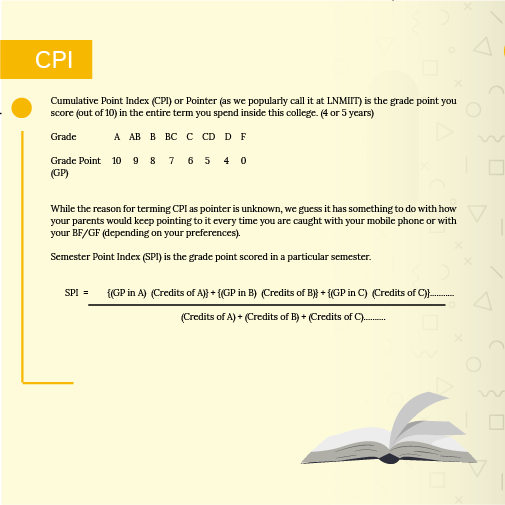 CPI
Cumulative Point Index (CPI) or Pointer (as we popularly call it at LNMIIT) is the grade point you
score (out of 10) in the entire term you spend inside this college. (4 or 5 years)
Grade A AB B BC C CD D F
Grade Point 10 9 8 7 6 5 4 0
(GP)
While the reason for terming CPI as pointer is unknown, we guess it has something to do with how
your parents would keep pointing to it every time you are caught with your mobile phone or with
your BF/GF (depending on your preferences).
Semester Point Index (SPI) is the grade point scored in a particular semester.
SPI = {(GP in A) (Credits of A)} + {(GP in B) (Credits of B)} + {(GP in C) (Credits of C)}...........
(Credits of A) + (Credits of B) + (Credits of C)..........